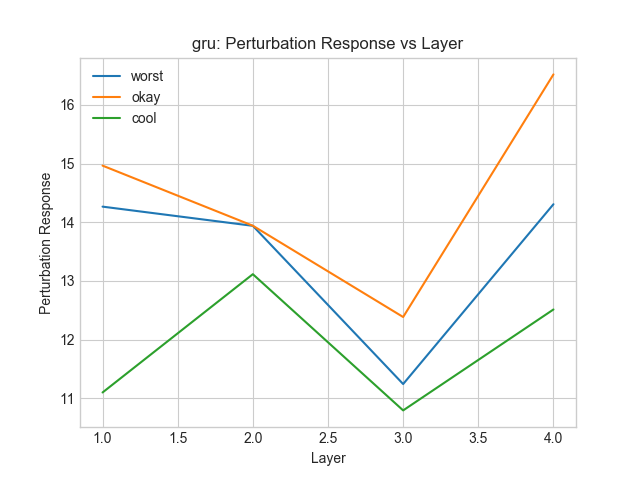 gru: Perturbation Response vs Layer
worst
okay
cool
Perturbation Response
16
15
14
13
12
11
1.0 1.5 2.0 2.5 3.0 3.5 4.0
Layer